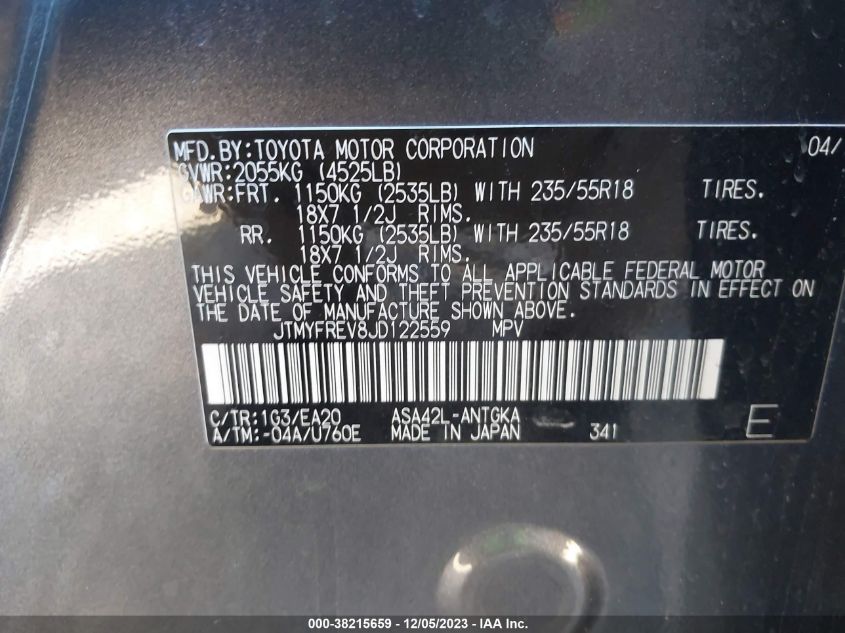 MFD.BY:TOYOTA MOTOR CORPORATION 04/
GVWR:2055KG (4525LB)
GAWR:FRT. 1150KG (2535LB) WITH 235/55R18 TIRES.
18X7 1/2J RIMS.
RR. 1150KG (2535LB) WITH 235/55R18 TIRES.
18X7 1/2J RIMS.
THIS VEHICLE CONFORMS TO ALL APPLICABLE FEDERAL MOTOR
VEHICLE SAFETY AND THEFT PREVENTION STANDARDS IN EFFECT ON
THE DATE OF MANUFACTURE SHOWN ABOVE.
JTMYFREV8JD122559 MPV
C/TR:1G3/EA20 ASA42L-ANTGKA
A/TM:-04A/U760E MADE IN JAPAN 341 E
000-38215659 - 12/05/2023 - IAA Inc.